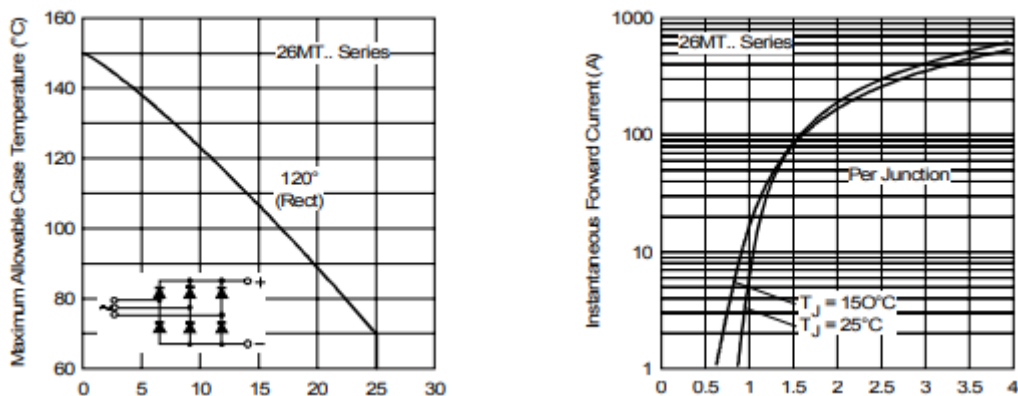 Maximum Allowable Case Temperature (°C)
160
140
120
100
80
60
0 5 10 15 20 25 30
26MT.. Series
120°
(Rect)
+
~
−
Instantaneous Forward Current (A)
1000
100
10
1
0 0.5 1 1.5 2 2.5 3 3.5 4
26MT.. Series
Per Junction
TJ = 150°C
TJ = 25°C